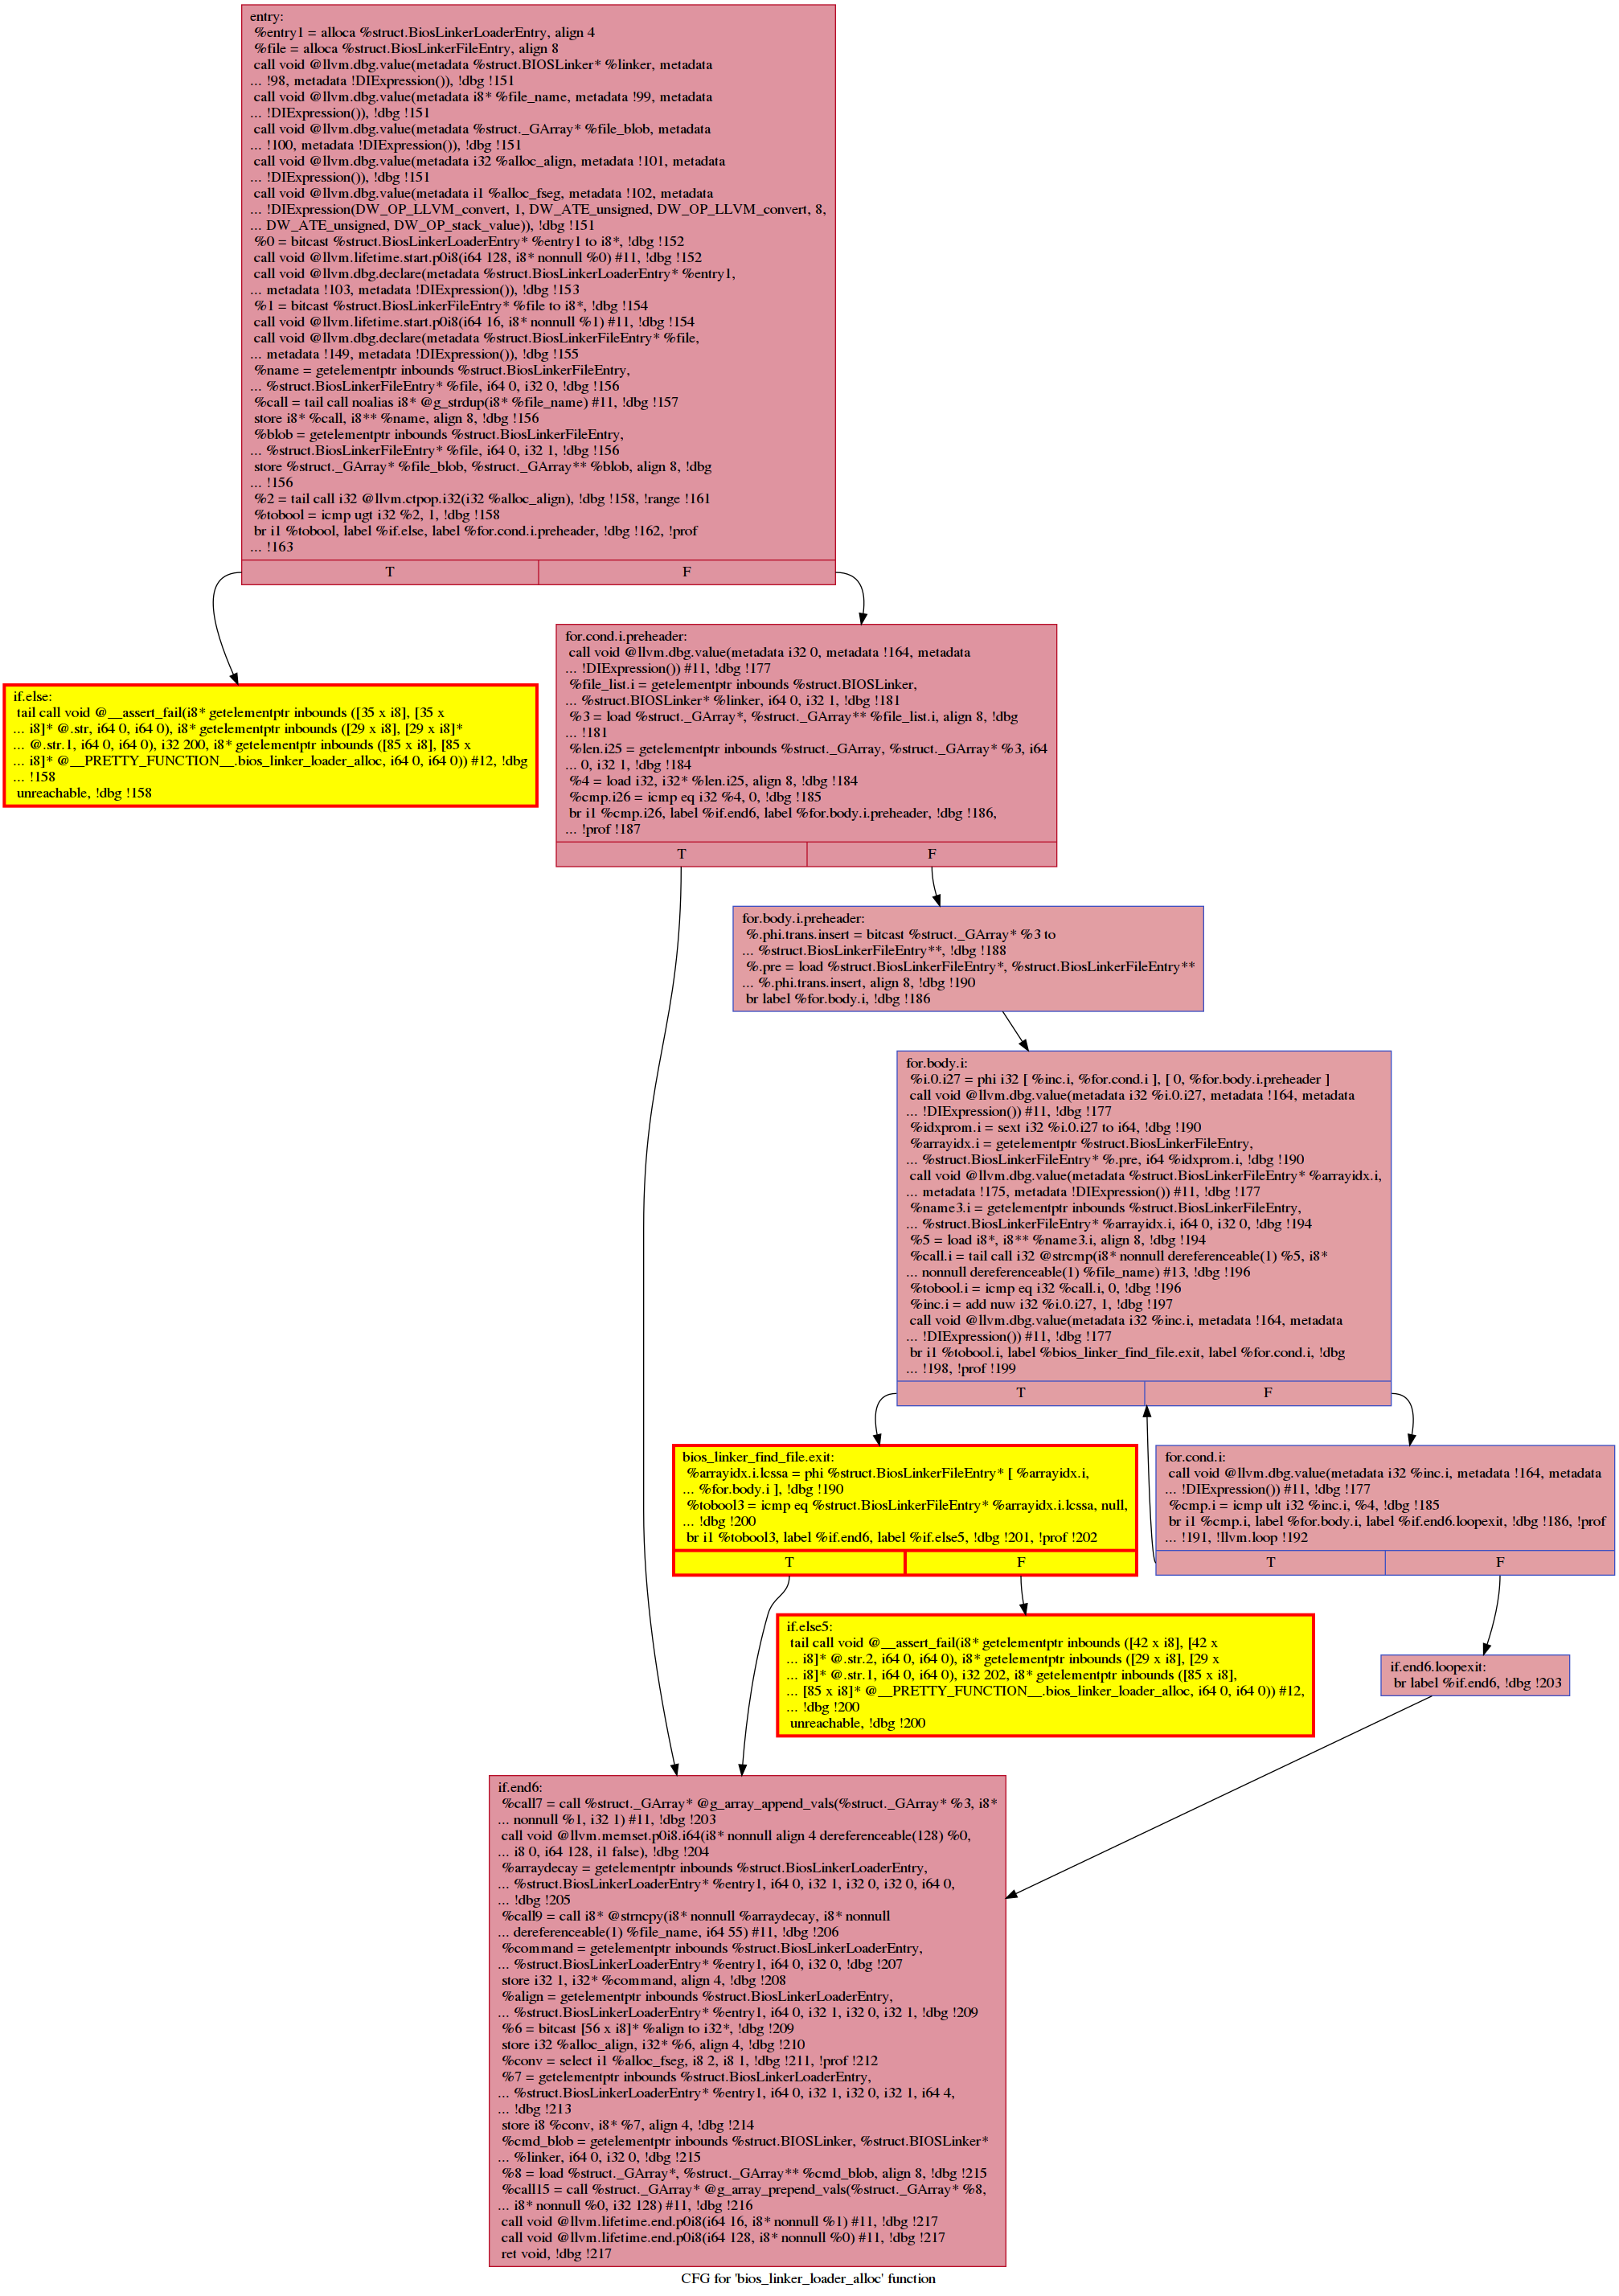 entry:
%entry1 = alloca %struct.BiosLinkerLoaderEntry, align 4
%file = alloca %struct.BiosLinkerFileEntry, align 8
call void @llvm.dbg.value(metadata %struct.BIOSLinker* %linker, metadata
... !98, metadata !DIExpression()), !dbg !151
call void @llvm.dbg.value(metadata i8* %file_name, metadata !99, metadata
... !DIExpression()), !dbg !151
call void @llvm.dbg.value(metadata %struct._GArray* %file_blob, metadata
... !100, metadata !DIExpression()), !dbg !151
call void @llvm.dbg.value(metadata i32 %alloc_align, metadata !101, metadata
... !DIExpression()), !dbg !151
call void @llvm.dbg.value(metadata i1 %alloc_fseg, metadata !102, metadata
... !DIExpression(DW_OP_LLVM_convert, 1, DW_ATE_unsigned, DW_OP_LLVM_convert, 8,
... DW_ATE_unsigned, DW_OP_stack_value)), !dbg !151
%0 = bitcast %struct.BiosLinkerLoaderEntry* %entry1 to i8*, !dbg !152
call void @llvm.lifetime.start.p0i8(i64 128, i8* nonnull %0) #11, !dbg !152
call void @llvm.dbg.declare(metadata %struct.BiosLinkerLoaderEntry* %entry1,
... metadata !103, metadata !DIExpression()), !dbg !153
%1 = bitcast %struct.BiosLinkerFileEntry* %file to i8*, !dbg !154
call void @llvm.lifetime.start.p0i8(i64 16, i8* nonnull %1) #11, !dbg !154
call void @llvm.dbg.declare(metadata %struct.BiosLinkerFileEntry* %file,
... metadata !149, metadata !DIExpression()), !dbg !155
%name = getelementptr inbounds %struct.BiosLinkerFileEntry,
... %struct.BiosLinkerFileEntry* %file, i64 0, i32 0, !dbg !156
%call = tail call noalias i8* @g_strdup(i8* %file_name) #11, !dbg !157
store i8* %call, i8** %name, align 8, !dbg !156
%blob = getelementptr inbounds %struct.BiosLinkerFileEntry,
... %struct.BiosLinkerFileEntry* %file, i64 0, i32 1, !dbg !156
store %struct._GArray* %file_blob, %struct._GArray** %blob, align 8, !dbg
... !156
%2 = tail call i32 @llvm.ctpop.i32(i32 %alloc_align), !dbg !158, !range !161
%tobool = icmp ugt i32 %2, 1, !dbg !158
br i1 %tobool, label %if.else, label %for.cond.i.preheader, !dbg !162, !prof
... !163
T F
if.else:
tail call void @__assert_fail(i8* getelementptr inbounds ([35 x i8], [35 x
... i8]* @.str, i64 0, i64 0), i8* getelementptr inbounds ([29 x i8], [29 x i8]*
... @.str.1, i64 0, i64 0), i32 200, i8* getelementptr inbounds ([85 x i8], [85 x
... i8]* @__PRETTY_FUNCTION__.bios_linker_loader_alloc, i64 0, i64 0)) #12, !dbg
... !158
unreachable, !dbg !158
for.cond.i.preheader:
call void @llvm.dbg.value(metadata i32 0, metadata !164, metadata
... !DIExpression()) #11, !dbg !177
%file_list.i = getelementptr inbounds %struct.BIOSLinker,
... %struct.BIOSLinker* %linker, i64 0, i32 1, !dbg !181
%3 = load %struct._GArray*, %struct._GArray** %file_list.i, align 8, !dbg
... !181
%len.i25 = getelementptr inbounds %struct._GArray, %struct._GArray* %3, i64
... 0, i32 1, !dbg !184
%4 = load i32, i32* %len.i25, align 8, !dbg !184
%cmp.i26 = icmp eq i32 %4, 0, !dbg !185
br i1 %cmp.i26, label %if.end6, label %for.body.i.preheader, !dbg !186,
... !prof !187
T F
for.body.i.preheader:
%.phi.trans.insert = bitcast %struct._GArray* %3 to
... %struct.BiosLinkerFileEntry**, !dbg !188
%.pre = load %struct.BiosLinkerFileEntry*, %struct.BiosLinkerFileEntry**
... %.phi.trans.insert, align 8, !dbg !190
br label %for.body.i, !dbg !186
for.body.i:
%i.0.i27 = phi i32 [ %inc.i, %for.cond.i ], [ 0, %for.body.i.preheader ]
call void @llvm.dbg.value(metadata i32 %i.0.i27, metadata !164, metadata
... !DIExpression()) #11, !dbg !177
%idxprom.i = sext i32 %i.0.i27 to i64, !dbg !190
%arrayidx.i = getelementptr %struct.BiosLinkerFileEntry,
... %struct.BiosLinkerFileEntry* %.pre, i64 %idxprom.i, !dbg !190
call void @llvm.dbg.value(metadata %struct.BiosLinkerFileEntry* %arrayidx.i,
... metadata !175, metadata !DIExpression()) #11, !dbg !177
%name3.i = getelementptr inbounds %struct.BiosLinkerFileEntry,
... %struct.BiosLinkerFileEntry* %arrayidx.i, i64 0, i32 0, !dbg !194
%5 = load i8*, i8** %name3.i, align 8, !dbg !194
%call.i = tail call i32 @strcmp(i8* nonnull dereferenceable(1) %5, i8*
... nonnull dereferenceable(1) %file_name) #13, !dbg !196
%tobool.i = icmp eq i32 %call.i, 0, !dbg !196
%inc.i = add nuw i32 %i.0.i27, 1, !dbg !197
call void @llvm.dbg.value(metadata i32 %inc.i, metadata !164, metadata
... !DIExpression()) #11, !dbg !177
br i1 %tobool.i, label %bios_linker_find_file.exit, label %for.cond.i, !dbg
... !198, !prof !199
T F
bios_linker_find_file.exit:
%arrayidx.i.lcssa = phi %struct.BiosLinkerFileEntry* [ %arrayidx.i,
... %for.body.i ], !dbg !190
%tobool3 = icmp eq %struct.BiosLinkerFileEntry* %arrayidx.i.lcssa, null,
... !dbg !200
br i1 %tobool3, label %if.end6, label %if.else5, !dbg !201, !prof !202
T F
for.cond.i:
call void @llvm.dbg.value(metadata i32 %inc.i, metadata !164, metadata
... !DIExpression()) #11, !dbg !177
%cmp.i = icmp ult i32 %inc.i, %4, !dbg !185
br i1 %cmp.i, label %for.body.i, label %if.end6.loopexit, !dbg !186, !prof
... !191, !llvm.loop !192
T F
if.else5:
tail call void @__assert_fail(i8* getelementptr inbounds ([42 x i8], [42 x
... i8]* @.str.2, i64 0, i64 0), i8* getelementptr inbounds ([29 x i8], [29 x
... i8]* @.str.1, i64 0, i64 0), i32 202, i8* getelementptr inbounds ([85 x i8],
... [85 x i8]* @__PRETTY_FUNCTION__.bios_linker_loader_alloc, i64 0, i64 0)) #12,
... !dbg !200
unreachable, !dbg !200
if.end6.loopexit:
br label %if.end6, !dbg !203
if.end6:
%call7 = call %struct._GArray* @g_array_append_vals(%struct._GArray* %3, i8*
... nonnull %1, i32 1) #11, !dbg !203
call void @llvm.memset.p0i8.i64(i8* nonnull align 4 dereferenceable(128) %0,
... i8 0, i64 128, i1 false), !dbg !204
%arraydecay = getelementptr inbounds %struct.BiosLinkerLoaderEntry,
... %struct.BiosLinkerLoaderEntry* %entry1, i64 0, i32 1, i32 0, i32 0, i64 0,
... !dbg !205
%call9 = call i8* @strncpy(i8* nonnull %arraydecay, i8* nonnull
... dereferenceable(1) %file_name, i64 55) #11, !dbg !206
%command = getelementptr inbounds %struct.BiosLinkerLoaderEntry,
... %struct.BiosLinkerLoaderEntry* %entry1, i64 0, i32 0, !dbg !207
store i32 1, i32* %command, align 4, !dbg !208
%align = getelementptr inbounds %struct.BiosLinkerLoaderEntry,
... %struct.BiosLinkerLoaderEntry* %entry1, i64 0, i32 1, i32 0, i32 1, !dbg !209
%6 = bitcast [56 x i8]* %align to i32*, !dbg !209
store i32 %alloc_align, i32* %6, align 4, !dbg !210
%conv = select i1 %alloc_fseg, i8 2, i8 1, !dbg !211, !prof !212
%7 = getelementptr inbounds %struct.BiosLinkerLoaderEntry,
... %struct.BiosLinkerLoaderEntry* %entry1, i64 0, i32 1, i32 0, i32 1, i64 4,
... !dbg !213
store i8 %conv, i8* %7, align 4, !dbg !214
%cmd_blob = getelementptr inbounds %struct.BIOSLinker, %struct.BIOSLinker*
... %linker, i64 0, i32 0, !dbg !215
%8 = load %struct._GArray*, %struct._GArray** %cmd_blob, align 8, !dbg !215
%call15 = call %struct._GArray* @g_array_prepend_vals(%struct._GArray* %8,
... i8* nonnull %0, i32 128) #11, !dbg !216
call void @llvm.lifetime.end.p0i8(i64 16, i8* nonnull %1) #11, !dbg !217
call void @llvm.lifetime.end.p0i8(i64 128, i8* nonnull %0) #11, !dbg !217
ret void, !dbg !217
CFG for 'bios_linker_loader_alloc' function